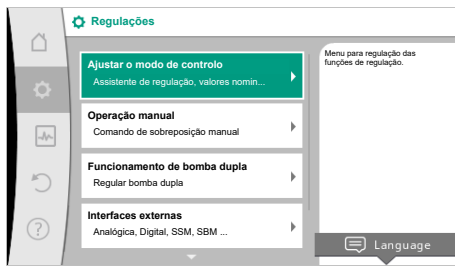 Regulações
Ajustar o modo de controlo
Assistente de regulação, valores nomin...
Operação manual
Comando de sobreposição manual
Funcionamento de bomba dupla
Regular bomba dupla
Interfaces externas
Analógica, Digital, SSM, SBM ...
Menu para regulação das
funções de regulação.
Language